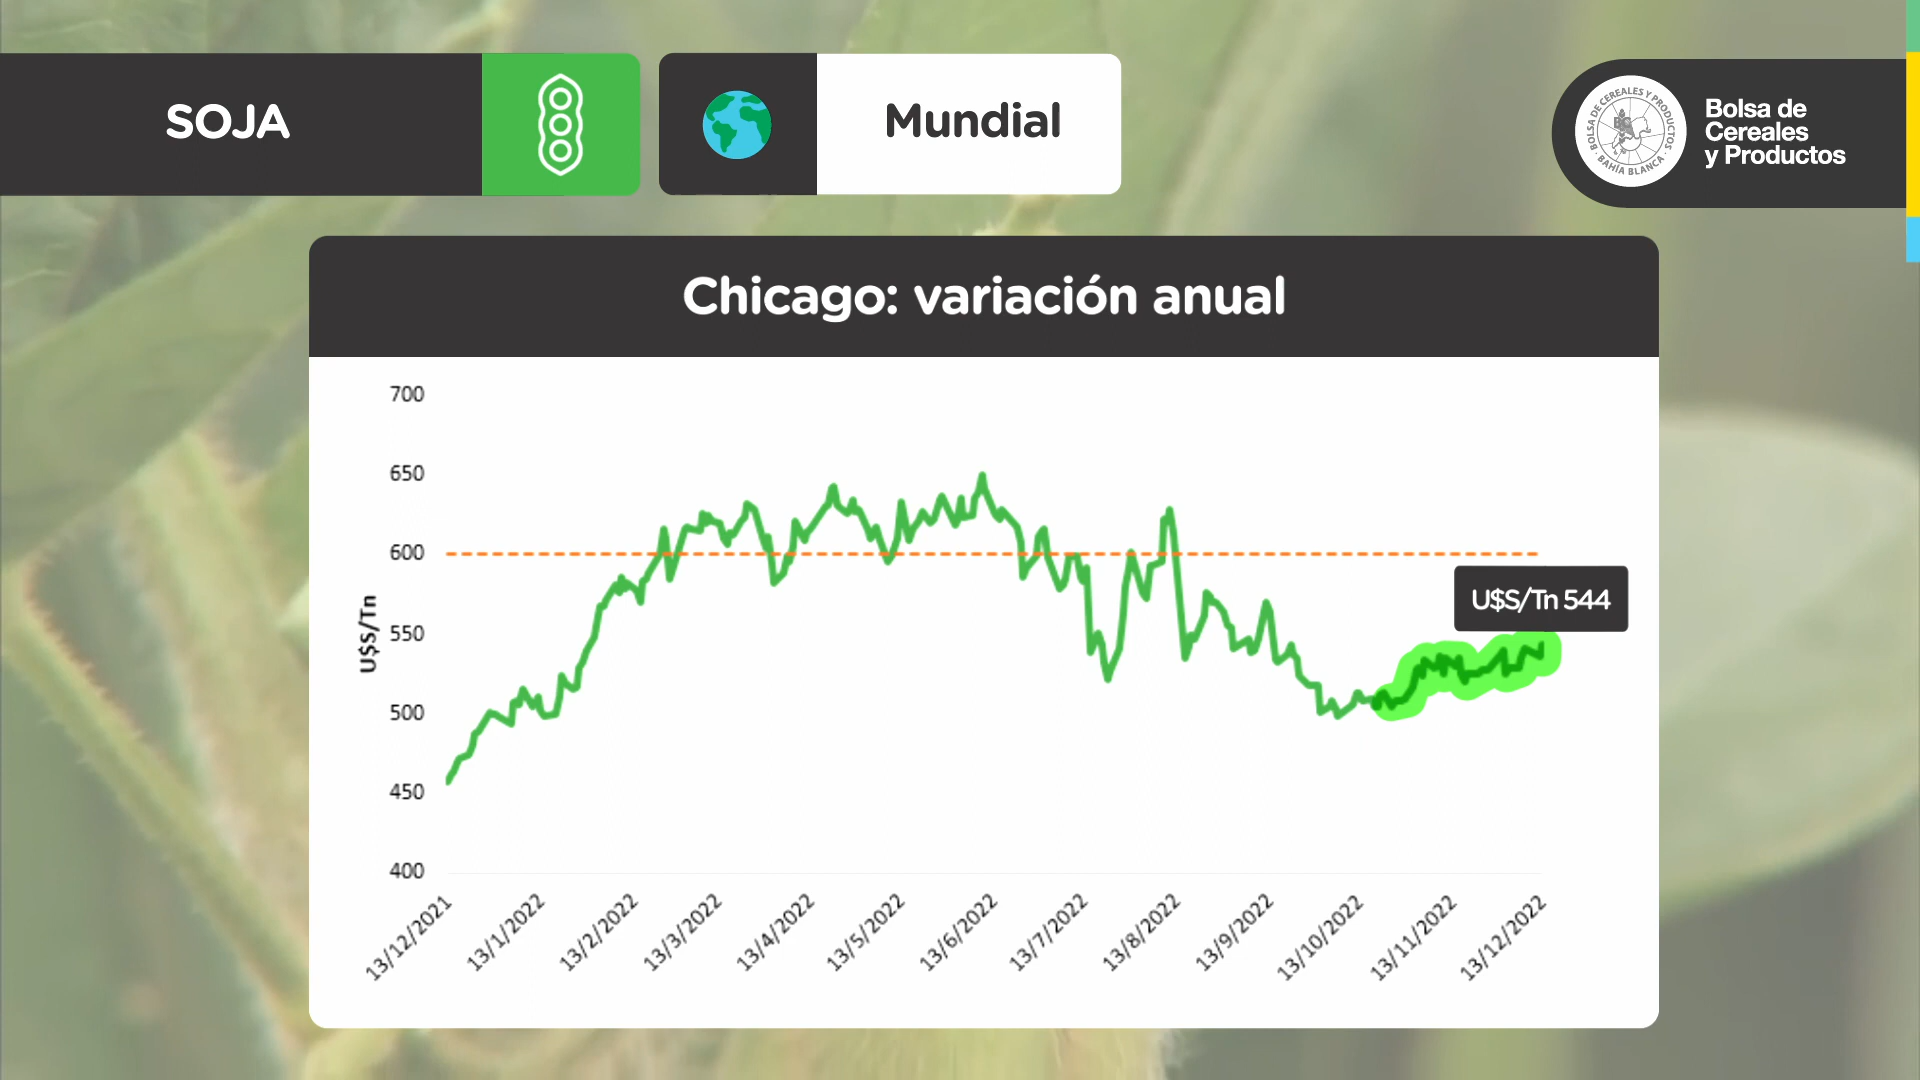 SOJA
Mundial
BOLSA DE CEREALES Y PRODUCTOS
· BAHÍA BLANCA ·
Bolsa de
Cereales
y Productos
Chicago: variación anual
700
650
600
550
500
450
400
U$S/Tn
U$S/Tn 544
13/12/2021
13/1/2022
13/2/2022
13/3/2022
13/4/2022
13/5/2022
13/6/2022
13/7/2022
13/8/2022
13/9/2022
13/10/2022
13/11/2022
13/12/2022